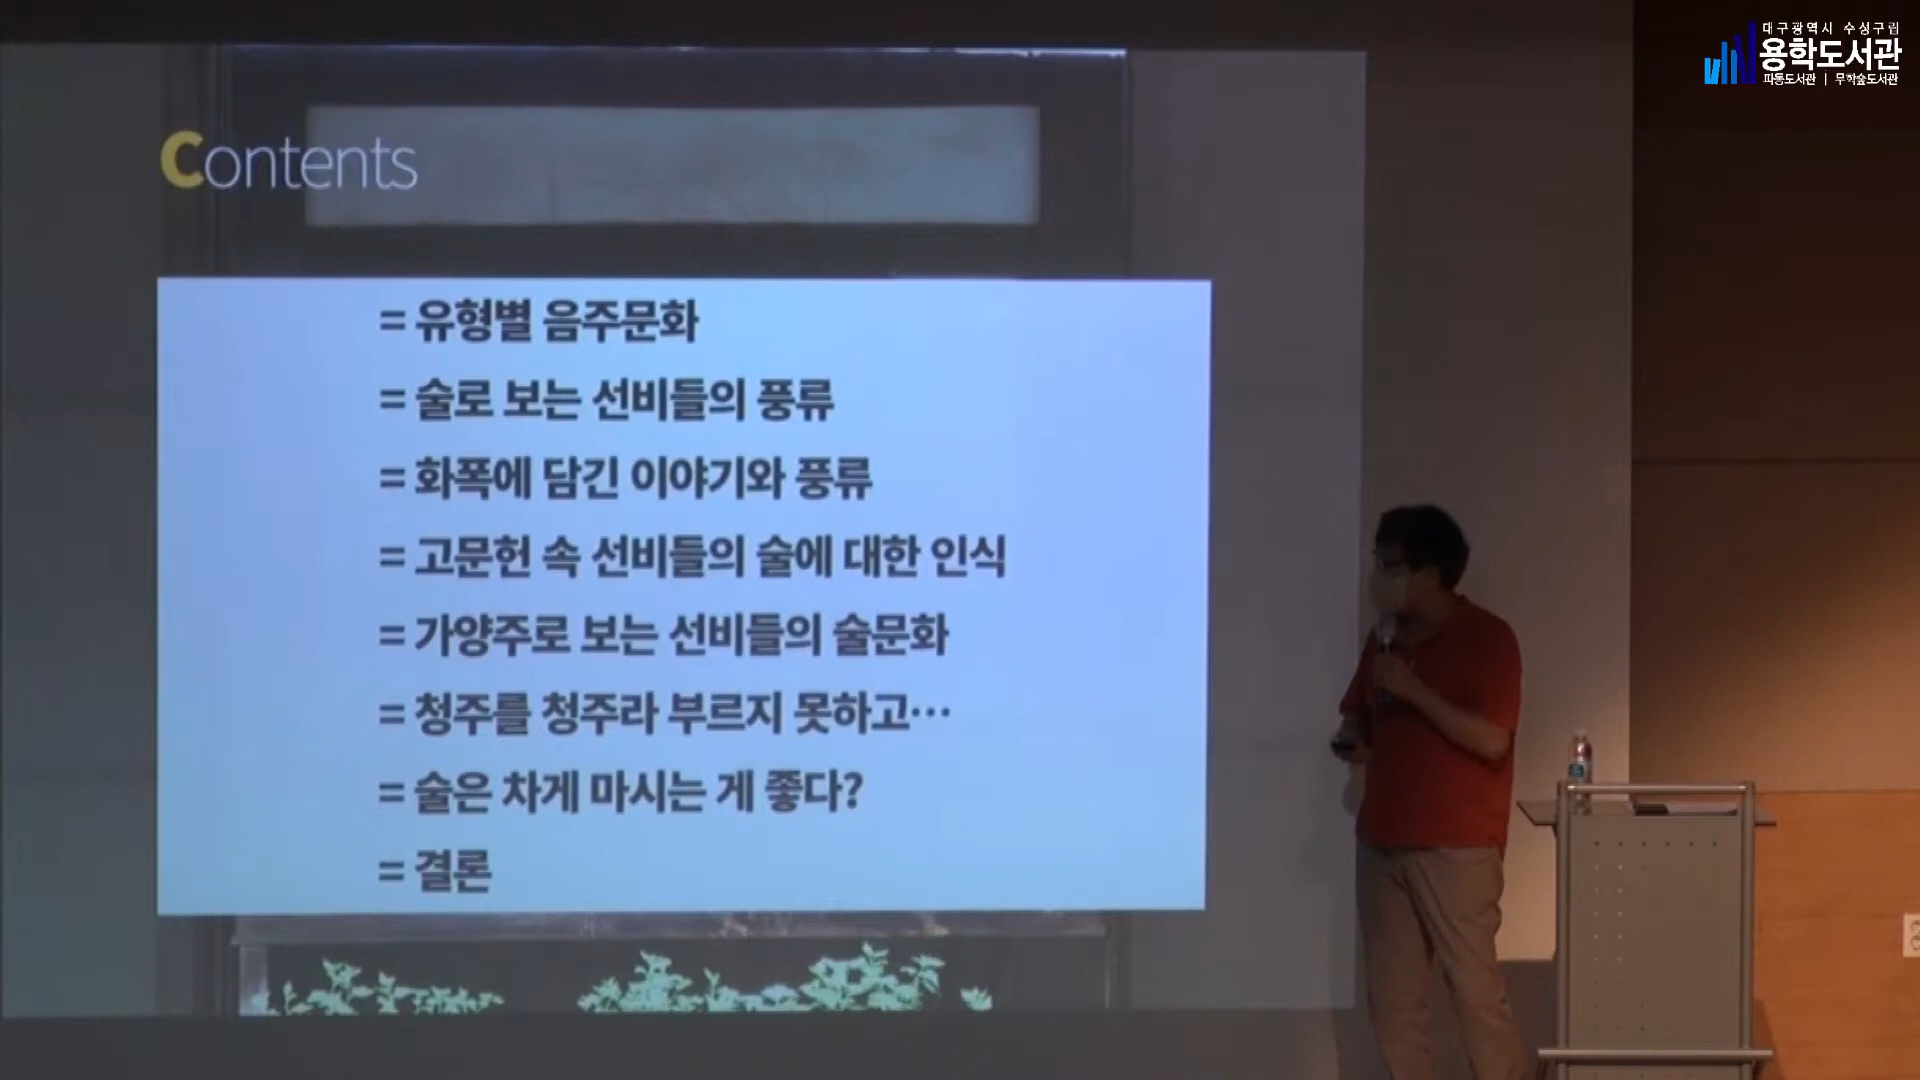 대구광역시 수성구립
용학도서관
파동도서관 | 무학숲도서관
Contents
= 유형별 음주문화
= 술로 보는 선비들의 풍류
= 화폭에 담긴 이야기와 풍류
= 고문헌 속 선비들의 술에 대한 인식
= 가양주로 보는 선비들의 술문화
= 청주를 청주라 부르지 못하고…
= 술은 차게 마시는 게 좋다?
= 결론